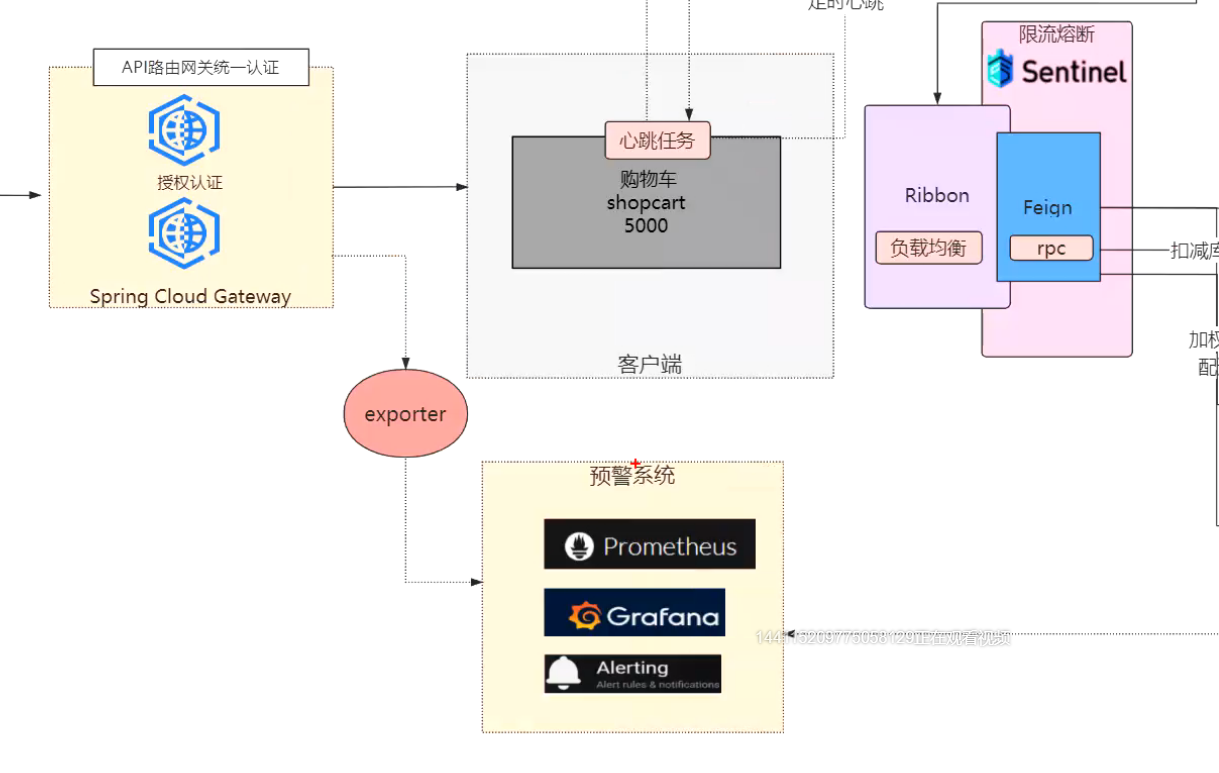 定时心跳
限流熔断
Sentinel
API路由网关统一认证
授权认证
Spring Cloud Gateway
心跳任务
购物车
shopcart
5000
客户端
Ribbon
负载均衡
Feign
rpc
扣减库
加权
配
exporter
预警系统
Prometheus
Grafana
Alerting
Alert rules & notifications
正在观看视频